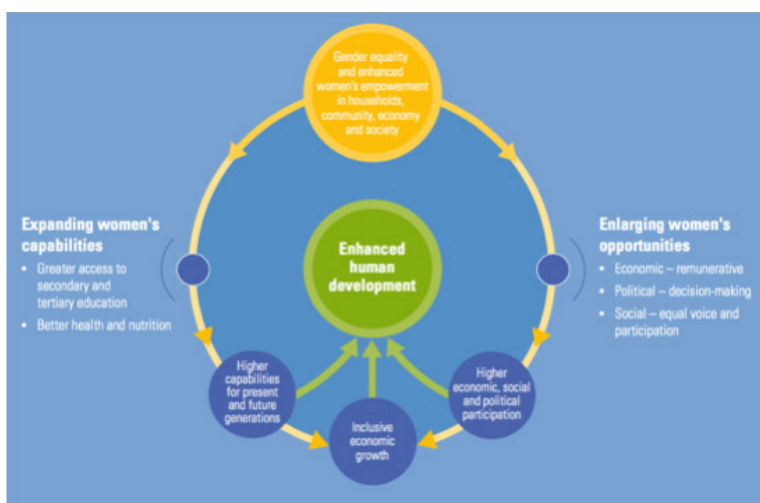 Gender equality
and enhanced
women's empowerment
in households,
community, economy
and society
Expanding women's
capabilities
• Greater access to
secondary and
tertiary education
• Better health and nutrition
Enhanced
human
development
Enlarging women's
opportunities
• Economic – remunerative
• Political – decision-making
• Social – equal voice and
participation
Higher
capabilities
for present
and future
generations
Inclusive
economic
growth
Higher
economic, social
and political
participation